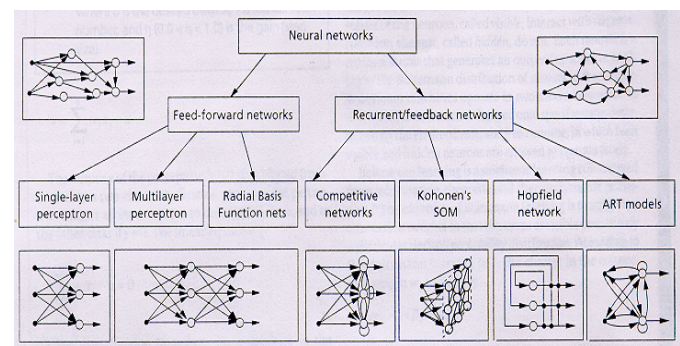 Neural networks
Feed-forward networks
Recurrent/feedback networks
Single-layer
perceptron
Multilayer
perceptron
Radial Basis
Function nets
Competitive
networks
Kohonen's
SOM
Hopfield
network
ART models